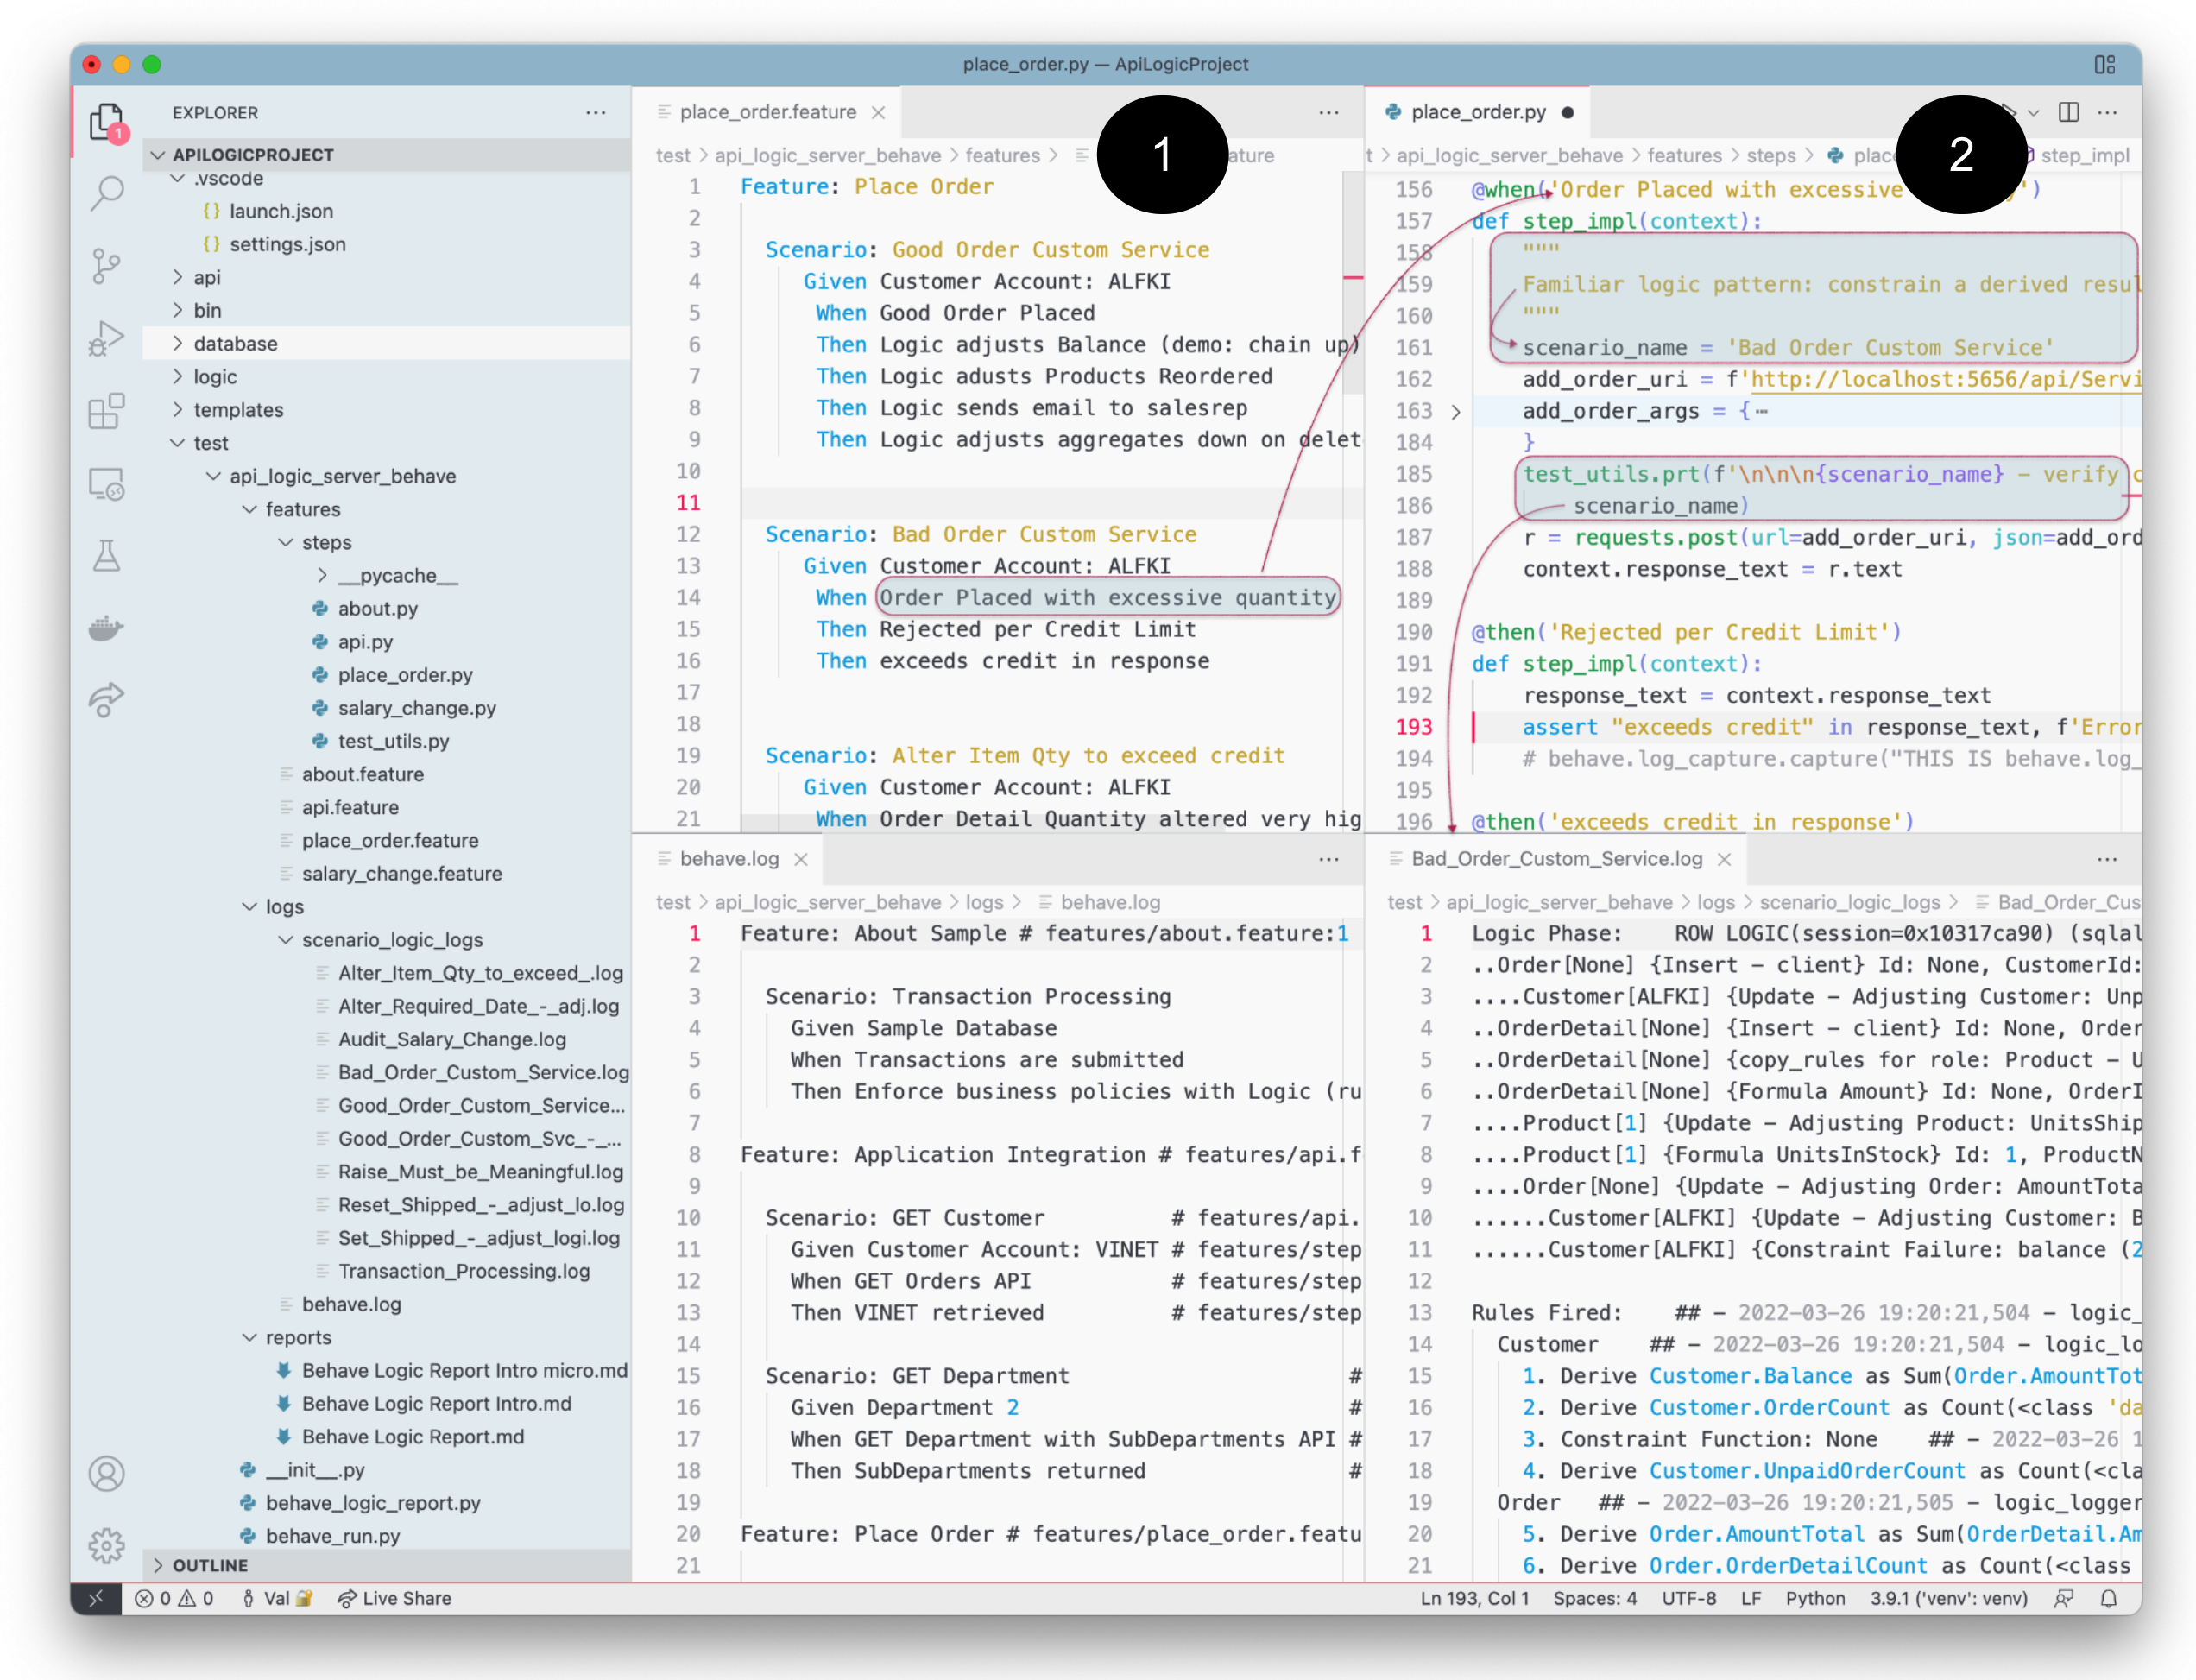 place_order.py — ApiLogicProject
EXPLORER
1
APILOGICPROJECT
.vscode
{} launch.json
{} settings.json
api
bin
database
logic
templates
test
api_logic_server_behave
features
steps
__pycache__
about.py
api.py
place_order.py
salary_change.py
test_utils.py
about.feature
api.feature
place_order.feature
salary_change.feature
logs
scenario_logic_logs
Alter_Item_Qty_to_exceed_.log
Alter_Required_Date_-_adj.log
Audit_Salary_Change.log
Bad_Order_Custom_Service.log
Good_Order_Custom_Service...
Good_Order_Custom_Svc_-_...
Raise_Must_be_Meaningful.log
Reset_Shipped_-_adjust_lo.log
Set_Shipped_-_adjust_logi.log
Transaction_Processing.log
behave.log
reports
Behave Logic Report Intro micro.md
Behave Logic Report Intro.md
Behave Logic Report.md
__init__.py
behave_logic_report.py
behave_run.py
OUTLINE
place_order.feature
1
test > api_logic_server_behave > features > ature
1 Feature: Place Order
2
3 Scenario: Good Order Custom Service
4 Given Customer Account: ALFKI
5 When Good Order Placed
6 Then Logic adjusts Balance (demo: chain up)
7 Then Logic adusts Products Reordered
8 Then Logic sends email to salesrep
9 Then Logic adjusts aggregates down on delet
10
11
12 Scenario: Bad Order Custom Service
13 Given Customer Account: ALFKI
14 When Order Placed with excessive quantity
15 Then Rejected per Credit Limit
16 Then exceeds credit in response
17
18
19 Scenario: Alter Item Qty to exceed credit
20 Given Customer Account: ALFKI
21 When Order Detail Quantity altered very hig
place_order.py
2
t > api_logic_server_behave > features > steps > place step_impl
156 @when('Order Placed with excessive y')
157 def step_impl(context):
158 """
159 Familiar logic pattern: constrain a derived resul
160 """
161 scenario_name = 'Bad Order Custom Service'
162 add_order_uri = f'http://localhost:5656/api/Servi
163 add_order_args = {⋯
184 }
185 test_utils.prt(f'\n\n\n{scenario_name} - verify c
186 scenario_name)
187 r = requests.post(url=add_order_uri, json=add_ord
188 context.response_text = r.text
189
190 @then('Rejected per Credit Limit')
191 def step_impl(context):
192 response_text = context.response_text
193 assert "exceeds credit" in response_text, f'Error
194 # behave.log_capture.capture("THIS IS behave.log_
195
196 @then('exceeds credit in response')
behave.log
test > api_logic_server_behave > logs > behave.log
1 Feature: About Sample # features/about.feature:1
2
3 Scenario: Transaction Processing
4 Given Sample Database
5 When Transactions are submitted
6 Then Enforce business policies with Logic (ru
7
8 Feature: Application Integration # features/api.f
9
10 Scenario: GET Customer # features/api.
11 Given Customer Account: VINET # features/step
12 When GET Orders API # features/step
13 Then VINET retrieved # features/step
14
15 Scenario: GET Department #
16 Given Department 2 #
17 When GET Department with SubDepartments API #
18 Then SubDepartments returned #
19
20 Feature: Place Order # features/place_order.featu
21
Bad_Order_Custom_Service.log
test > api_logic_server_behave > logs > scenario_logic_logs > Bad_Order_Cus
1 Logic Phase: ROW LOGIC(session=0x10317ca90) (sqlal
2 ..Order[None] {Insert - client} Id: None, CustomerId:
3 ....Customer[ALFKI] {Update - Adjusting Customer: Unp
4 ..OrderDetail[None] {Insert - client} Id: None, Order
5 ..OrderDetail[None] {copy_rules for role: Product - U
6 ..OrderDetail[None] {Formula Amount} Id: None, OrderI
7 ....Product[1] {Update - Adjusting Product: UnitsShip
8 ....Product[1] {Formula UnitsInStock} Id: 1, ProductN
9 ....Order[None] {Update - Adjusting Order: AmountTota
10 ......Customer[ALFKI] {Update - Adjusting Customer: B
11 ......Customer[ALFKI] {Constraint Failure: balance (2
12
13 Rules Fired: ## - 2022-03-26 19:20:21,504 - logic_
14 Customer ## - 2022-03-26 19:20:21,504 - logic_lo
15 1. Derive Customer.Balance as Sum(Order.AmountTot
16 2. Derive Customer.OrderCount as Count(<class 'da
17 3. Constraint Function: None ## - 2022-03-26 1
18 4. Derive Customer.UnpaidOrderCount as Count(<cla
19 Order ## - 2022-03-26 19:20:21,505 - logic_logger
20 5. Derive Order.AmountTotal as Sum(OrderDetail.Am
21 6. Derive Order.OrderDetailCount as Count(<class
0 0 Val Live Share Ln 193, Col 1 Spaces: 4 UTF-8 LF Python 3.9.1 ('venv': venv)